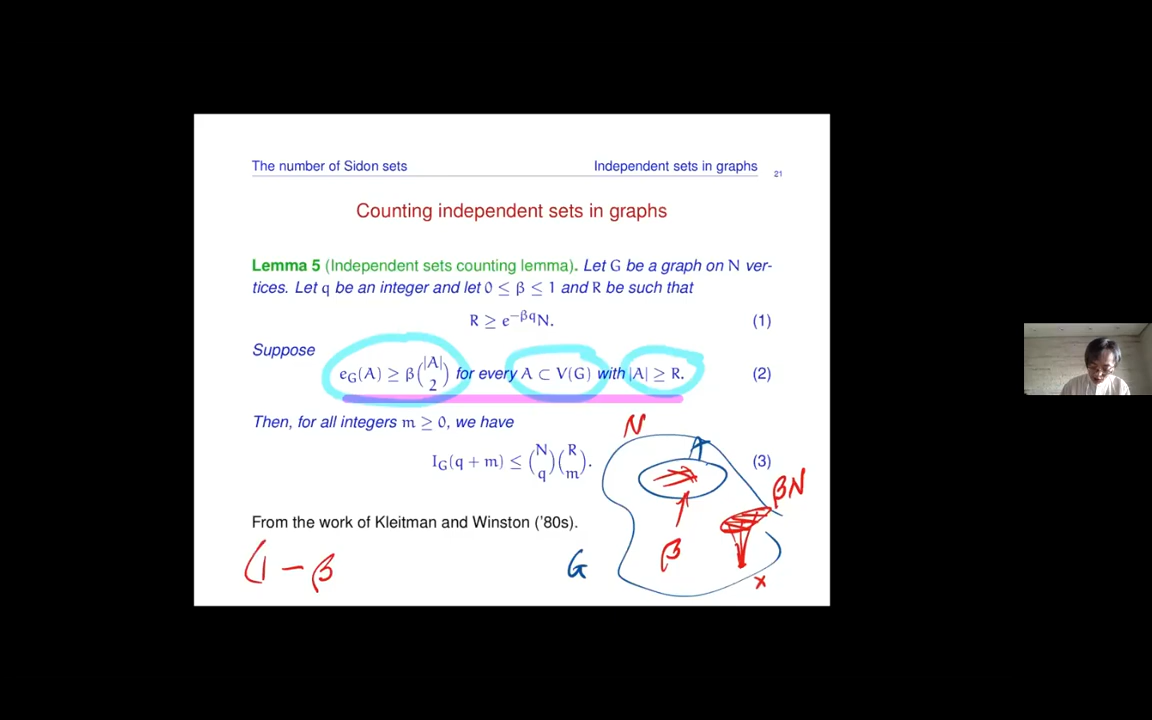 The number of Sidon sets Independent sets in graphs 21
Counting independent sets in graphs
Lemma 5 (Independent sets counting lemma). Let G be a graph on N ver-
tices. Let q be an integer and let 0 ≤ β ≤ 1 and R be such that
R ≥ e^{−βq}N. (1)
Suppose
e_G(A) ≥ β(|A| 2) for every A ⊂ V(G) with |A| ≥ R. (2)
Then, for all integers m ≥ 0, we have
N
A
I_G(q + m) ≤ (N q)(R m). (3)
βN
From the work of Kleitman and Winston ('80s).
β
(1 − β
G
x